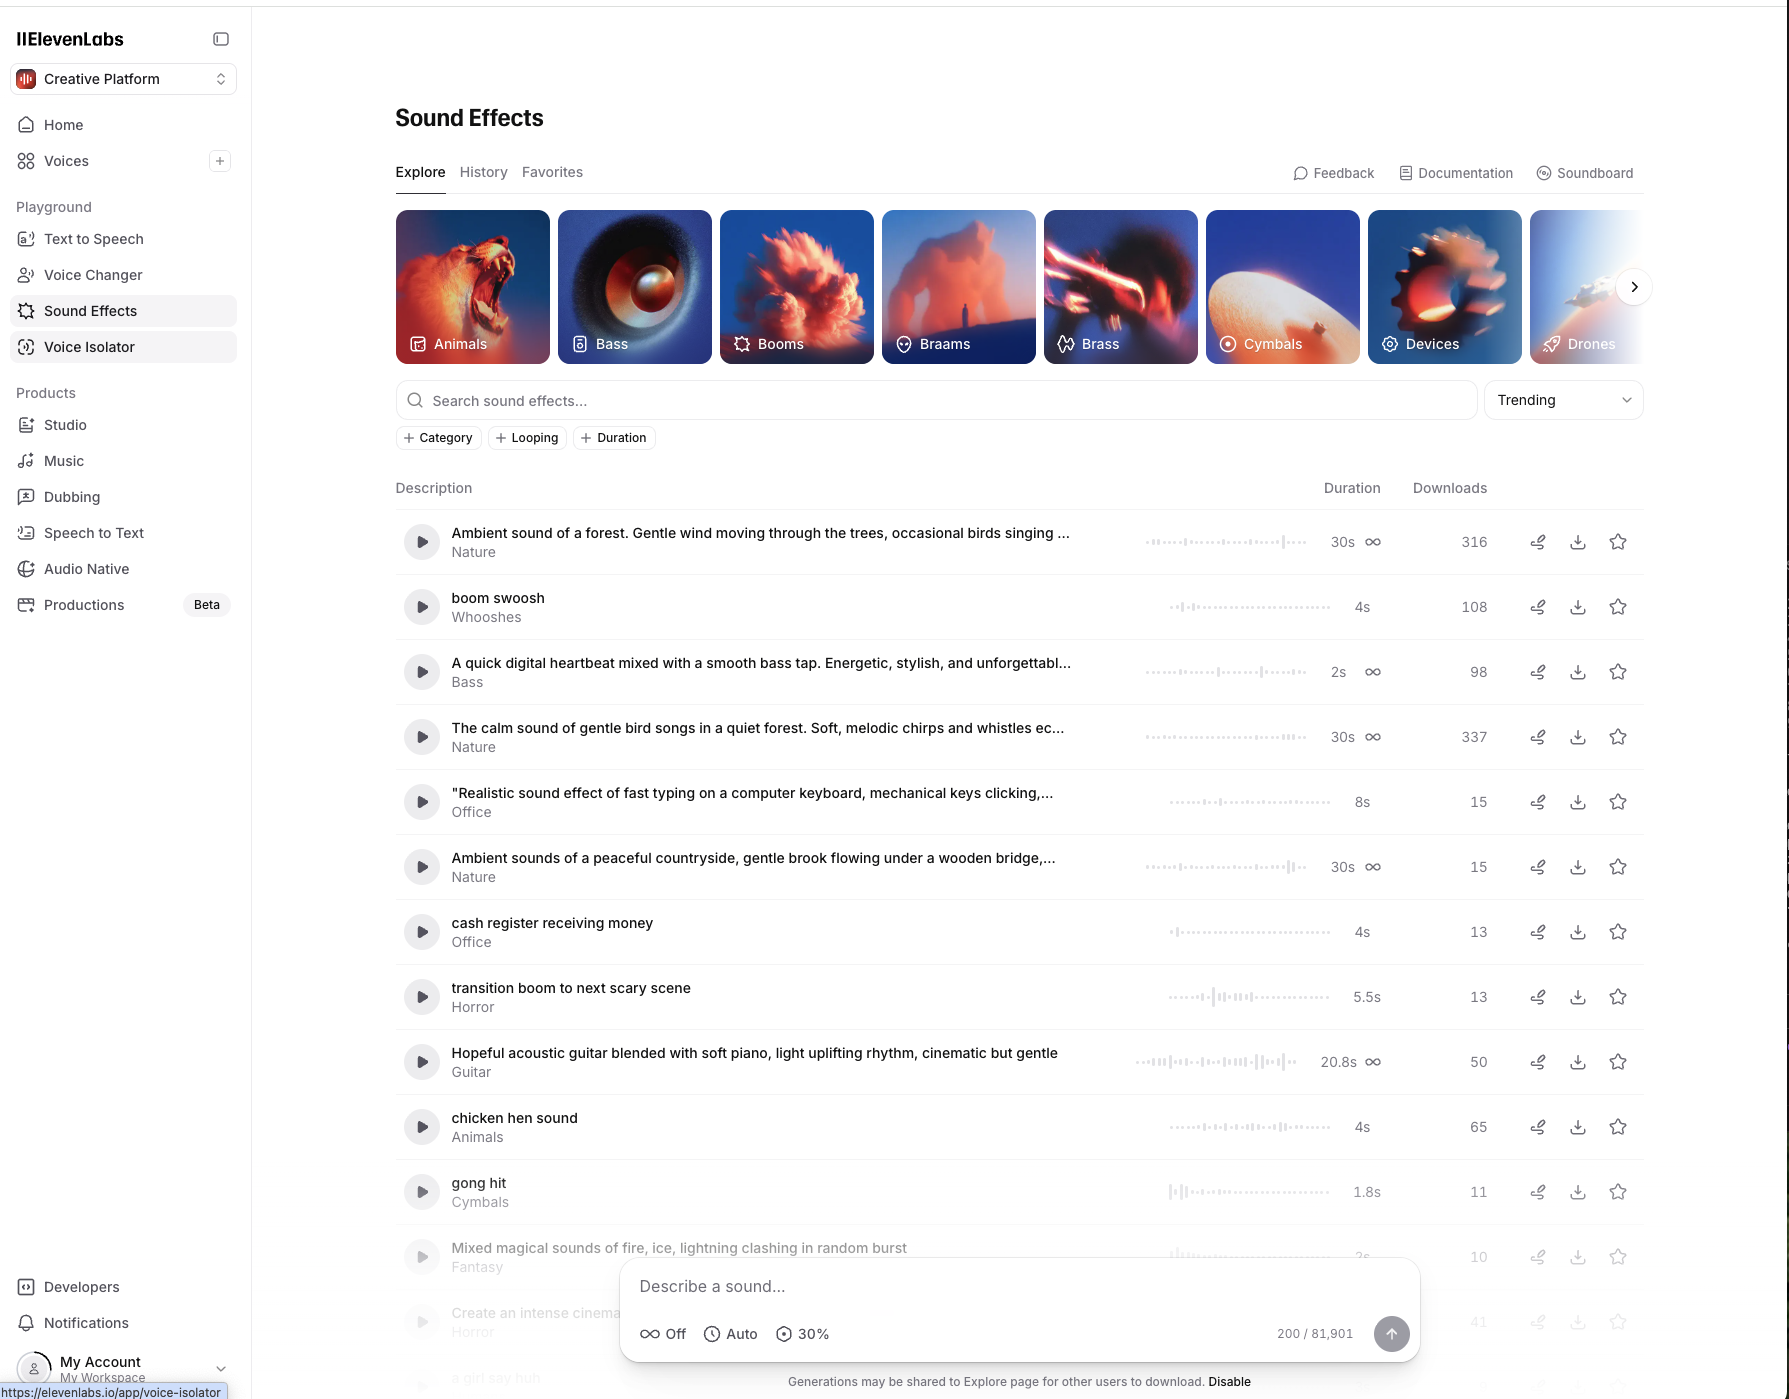 IIElevenLabs
Creative Platform
Home
Voices
Playground
Text to Speech
Voice Changer
Sound Effects
Voice Isolator
Products
Studio
Music
Dubbing
Speech to Text
Audio Native
Productions Beta
Developers
Notifications
My Account
My Workspace
https://elevenlabs.io/app/voice-isolator
Sound Effects
Explore History Favorites Feedback Documentation Soundboard
Animals Bass Booms Braams Brass Cymbals Devices Drones
Search sound effects... Trending
+ Category + Looping + Duration
Description Duration Downloads
Ambient sound of a forest. Gentle wind moving through the trees, occasional birds singing ... 30s 316
Nature
boom swoosh 4s 108
Whooshes
A quick digital heartbeat mixed with a smooth bass tap. Energetic, stylish, and unforgettabl... 2s 98
Bass
The calm sound of gentle bird songs in a quiet forest. Soft, melodic chirps and whistles ec... 30s 337
Nature
"Realistic sound effect of fast typing on a computer keyboard, mechanical keys clicking,... 8s 15
Office
Ambient sounds of a peaceful countryside, gentle brook flowing under a wooden bridge,... 30s 15
Nature
cash register receiving money 4s 13
Office
transition boom to next scary scene 5.5s 13
Horror
Hopeful acoustic guitar blended with soft piano, light uplifting rhythm, cinematic but gentle 20.8s 50
Guitar
chicken hen sound 4s 65
Animals
gong hit 1.8s 11
Cymbals
Mixed magical sounds of fire, ice, lightning clashing in random burst 2s 10
Fantasy
Create an intense cinema 41
Horror
a girl say huh
Describe a sound...
Off Auto 30% 200 / 81,901
Generations may be shared to Explore page for other users to download. Disable